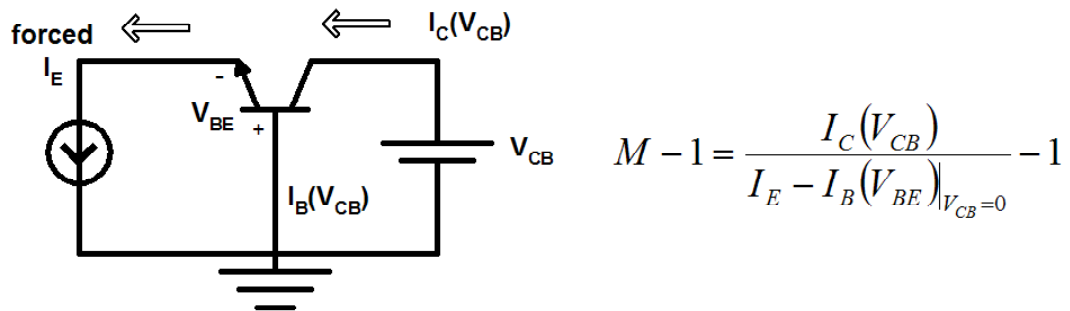 forced
I_E
I_C(V_CB)
-
V_BE
+
V_CB
I_B(V_CB)
M − 1 = I_C(V_CB) / (I_E − I_B(V_BE)|_{V_CB=0}) − 1